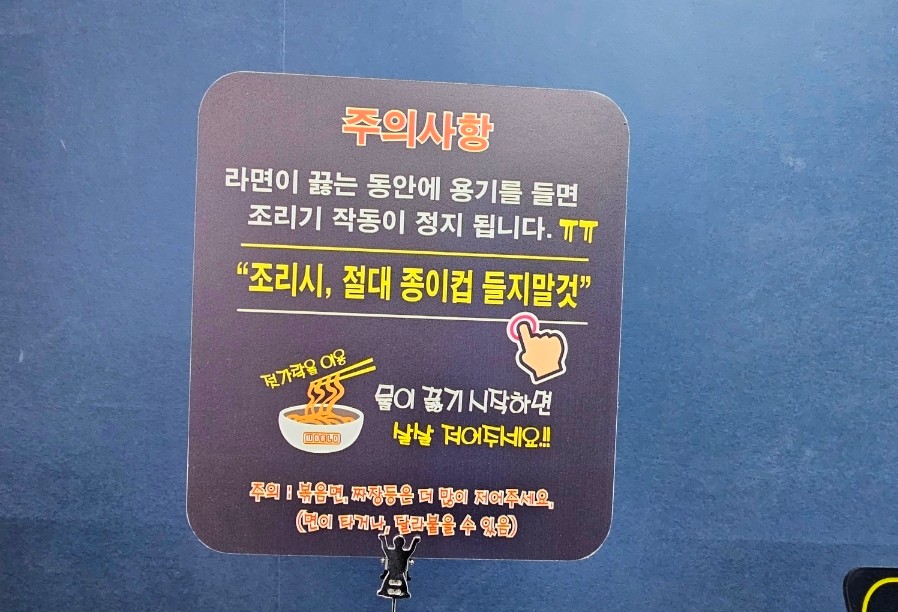 주의사항
라면이 끓는 동안에 용기를 들면
조리기 작동이 정지 됩니다. ㅠㅠ
“조리시, 절대 종이컵 들지말것”
젓가락을 이용
물이 끓기 시작하면
살살 저어주세요!!!
주의 : 볶음면, 짜장등은 더 많이 저어주세요.
(면이 타거나, 달라붙을 수 있음)